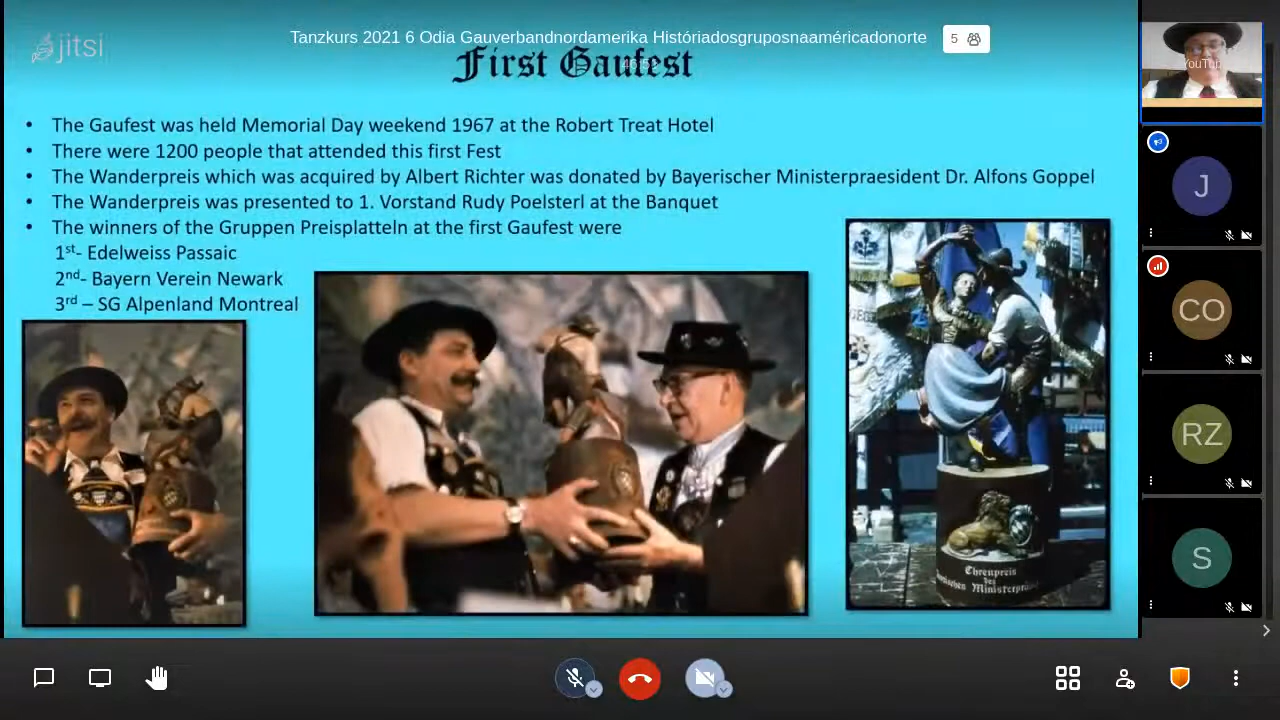 jitsi
Tanzkurs 2021 6 Odia Gauverbandnordamerika Históriadosgruposnaaméricadonorte
5
First Gaufest
• The Gaufest was held Memorial Day weekend 1967 at the Robert Treat Hotel
• There were 1200 people that attended this first Fest
• The Wanderpreis which was acquired by Albert Richter was donated by Bayerischer Ministerpraesident Dr. Alfons Goppel
• The Wanderpreis was presented to 1. Vorstand Rudy Poelsterl at the Banquet
• The winners of the Gruppen Preisplatteln at the first Gaufest were
1st- Edelweiss Passaic
2nd- Bayern Verein Newark
3rd – SG Alpenland Montreal
Ehrenpreis
des
YouTube
J
CO
RZ
S